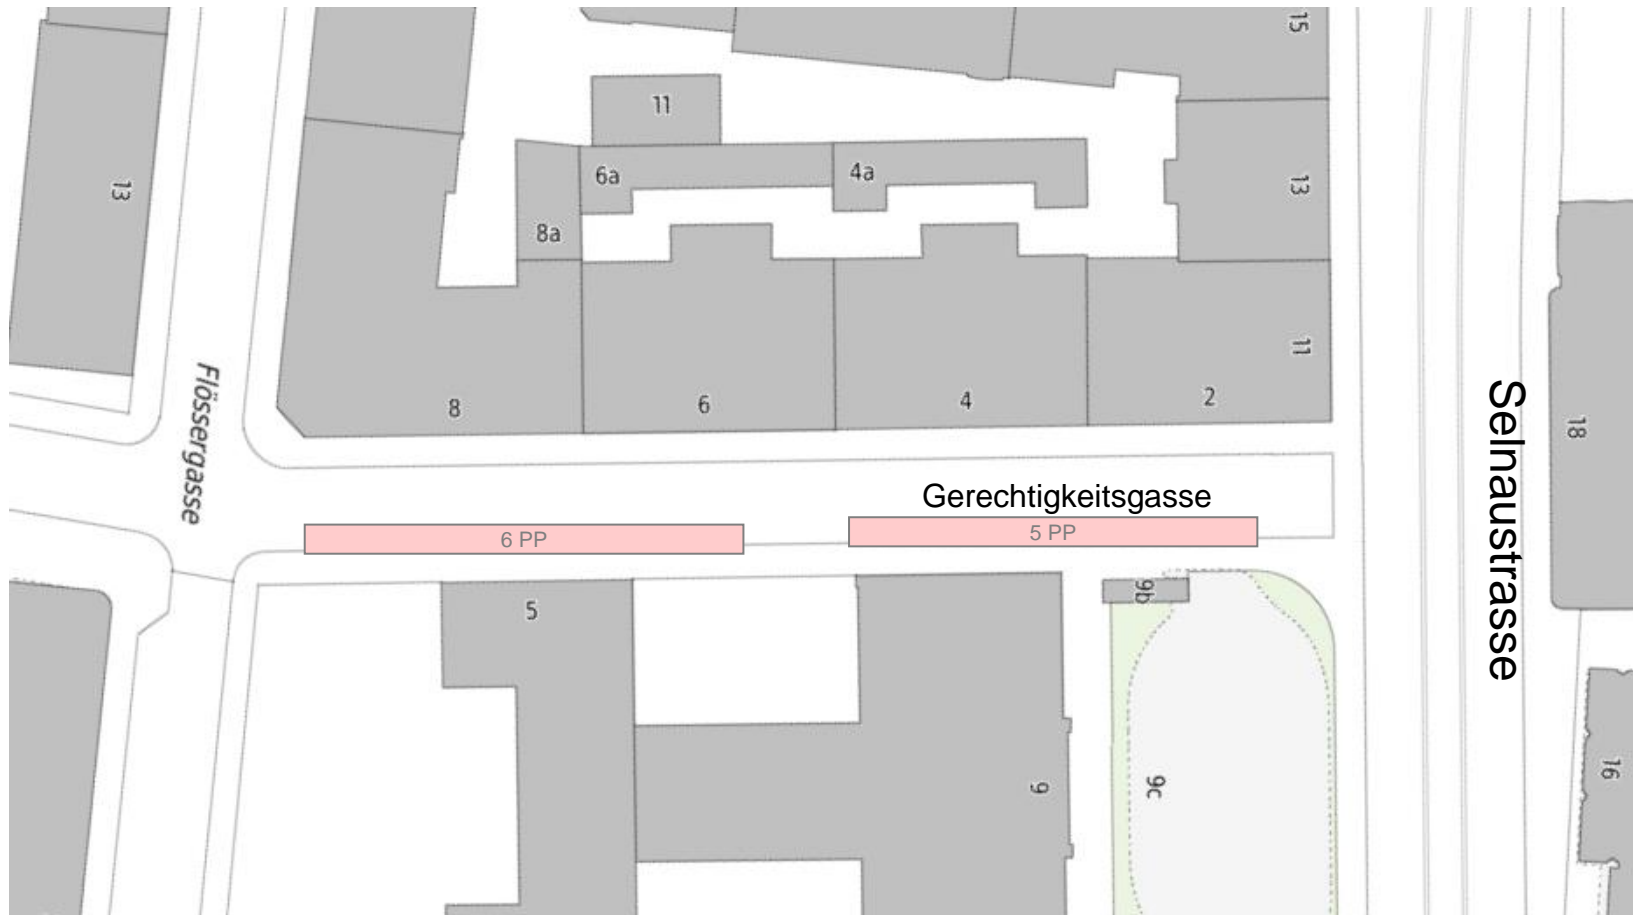 15
11
13
6a
4a
13
8a
11
2
8
6
4
18
Flössergasse
Selnaustrasse
Gerechtigkeitsgasse
6 PP
5 PP
5
9b
9
9c
16